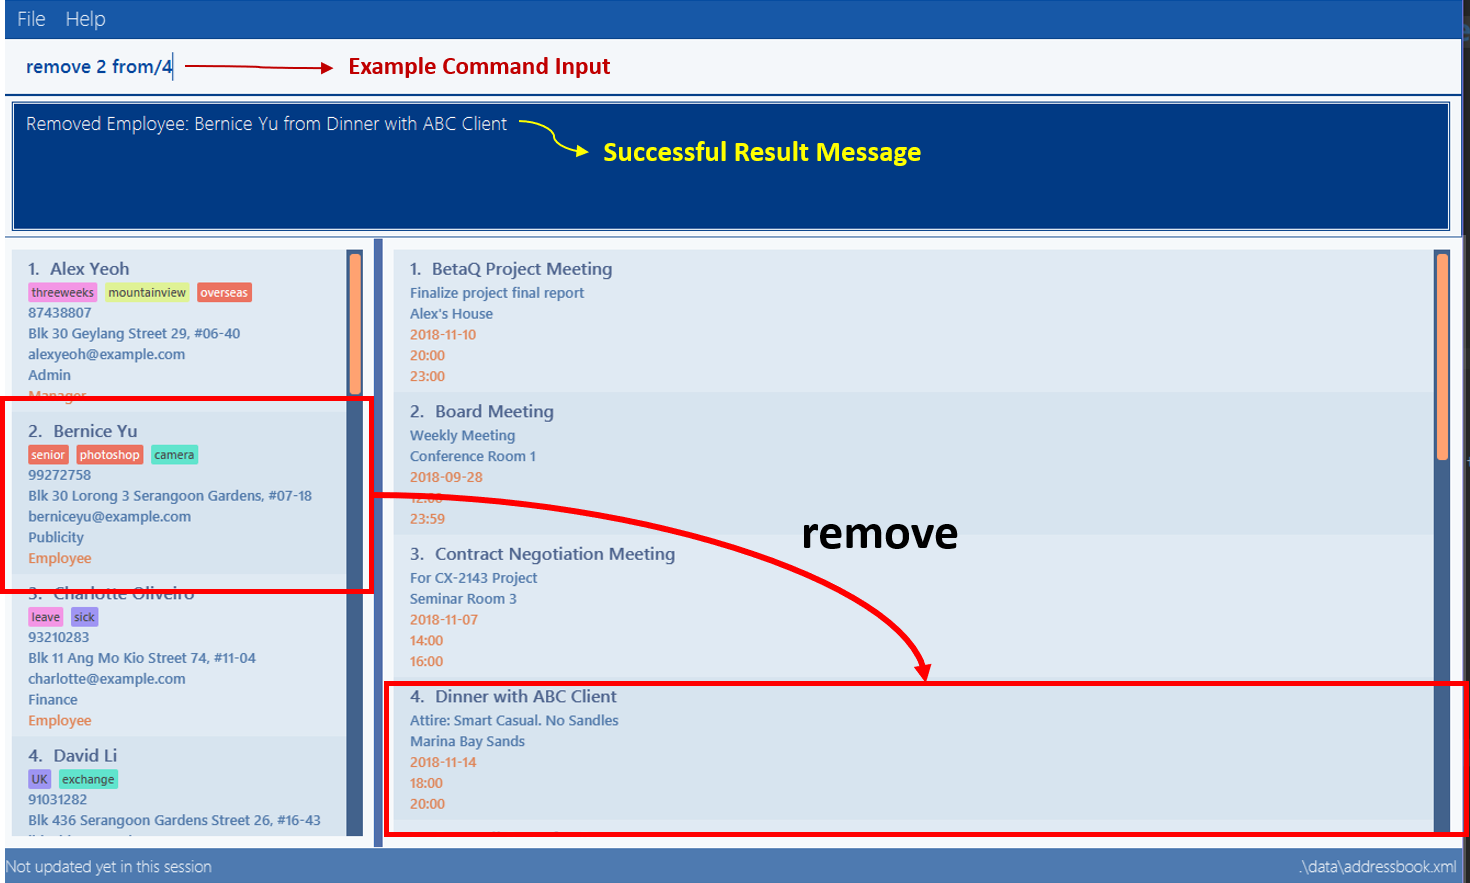 File Help
remove 2 from/4
Example Command Input
Removed Employee: Bernice Yu from Dinner with ABC Client
Successful Result Message
1. Alex Yeoh
threeweeks mountainview overseas
87438807
Blk 30 Geylang Street 29, #06-40
alexyeoh@example.com
Admin
Manager
2. Bernice Yu
senior photoshop camera
99272758
Blk 30 Lorong 3 Serangoon Gardens, #07-18
berniceyu@example.com
Publicity
Employee
3. Charlotte Oliveiro
leave sick
93210283
Blk 11 Ang Mo Kio Street 74, #11-04
charlotte@example.com
Finance
Employee
4. David Li
UK exchange
91031282
Blk 436 Serangoon Gardens Street 26, #16-43
1. BetaQ Project Meeting
Finalize project final report
Alex's House
2018-11-10
20:00
23:00
2. Board Meeting
Weekly Meeting
Conference Room 1
2018-09-28
12:00
23:59
remove
3. Contract Negotiation Meeting
For CX-2143 Project
Seminar Room 3
2018-11-07
14:00
16:00
4. Dinner with ABC Client
Attire: Smart Casual. No Sandles
Marina Bay Sands
2018-11-14
18:00
20:00
Not updated yet in this session
.\data\addressbook.xml